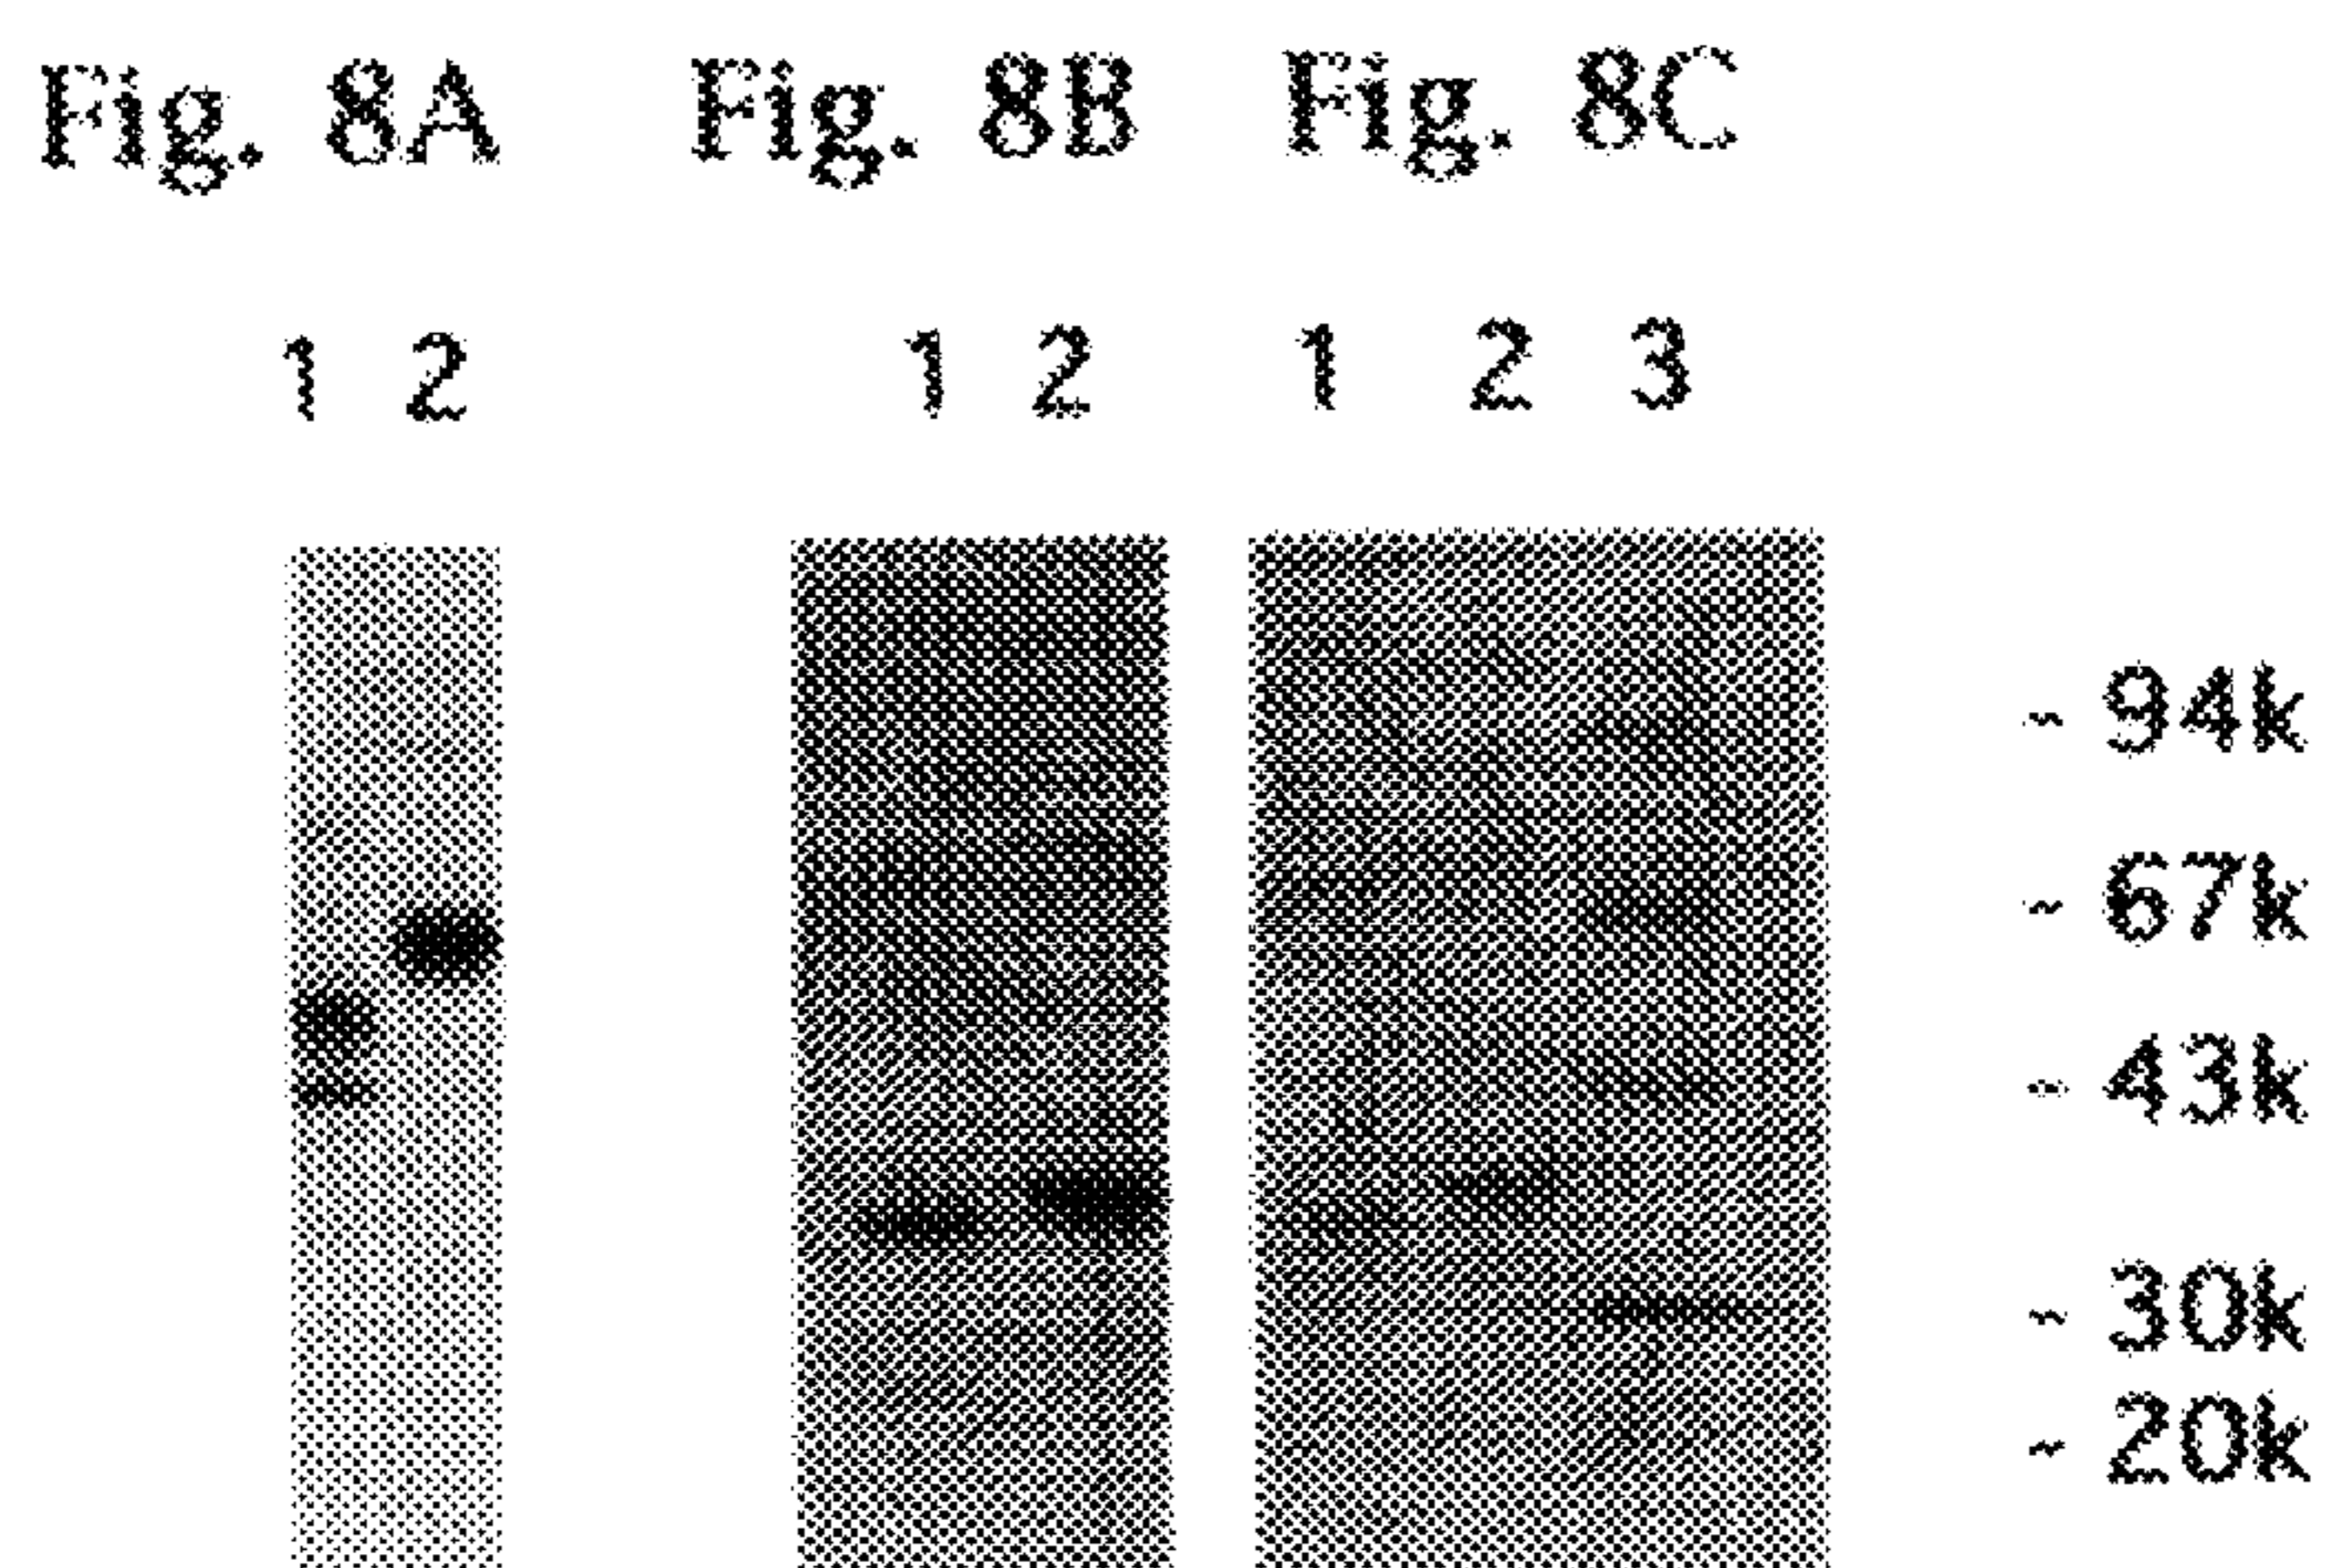 Fig. 8A Fig. 8B Fig. 8C
1 2 1 2 1 2 3
- 94k
- 67k
- 43k
- 30k
- 20k